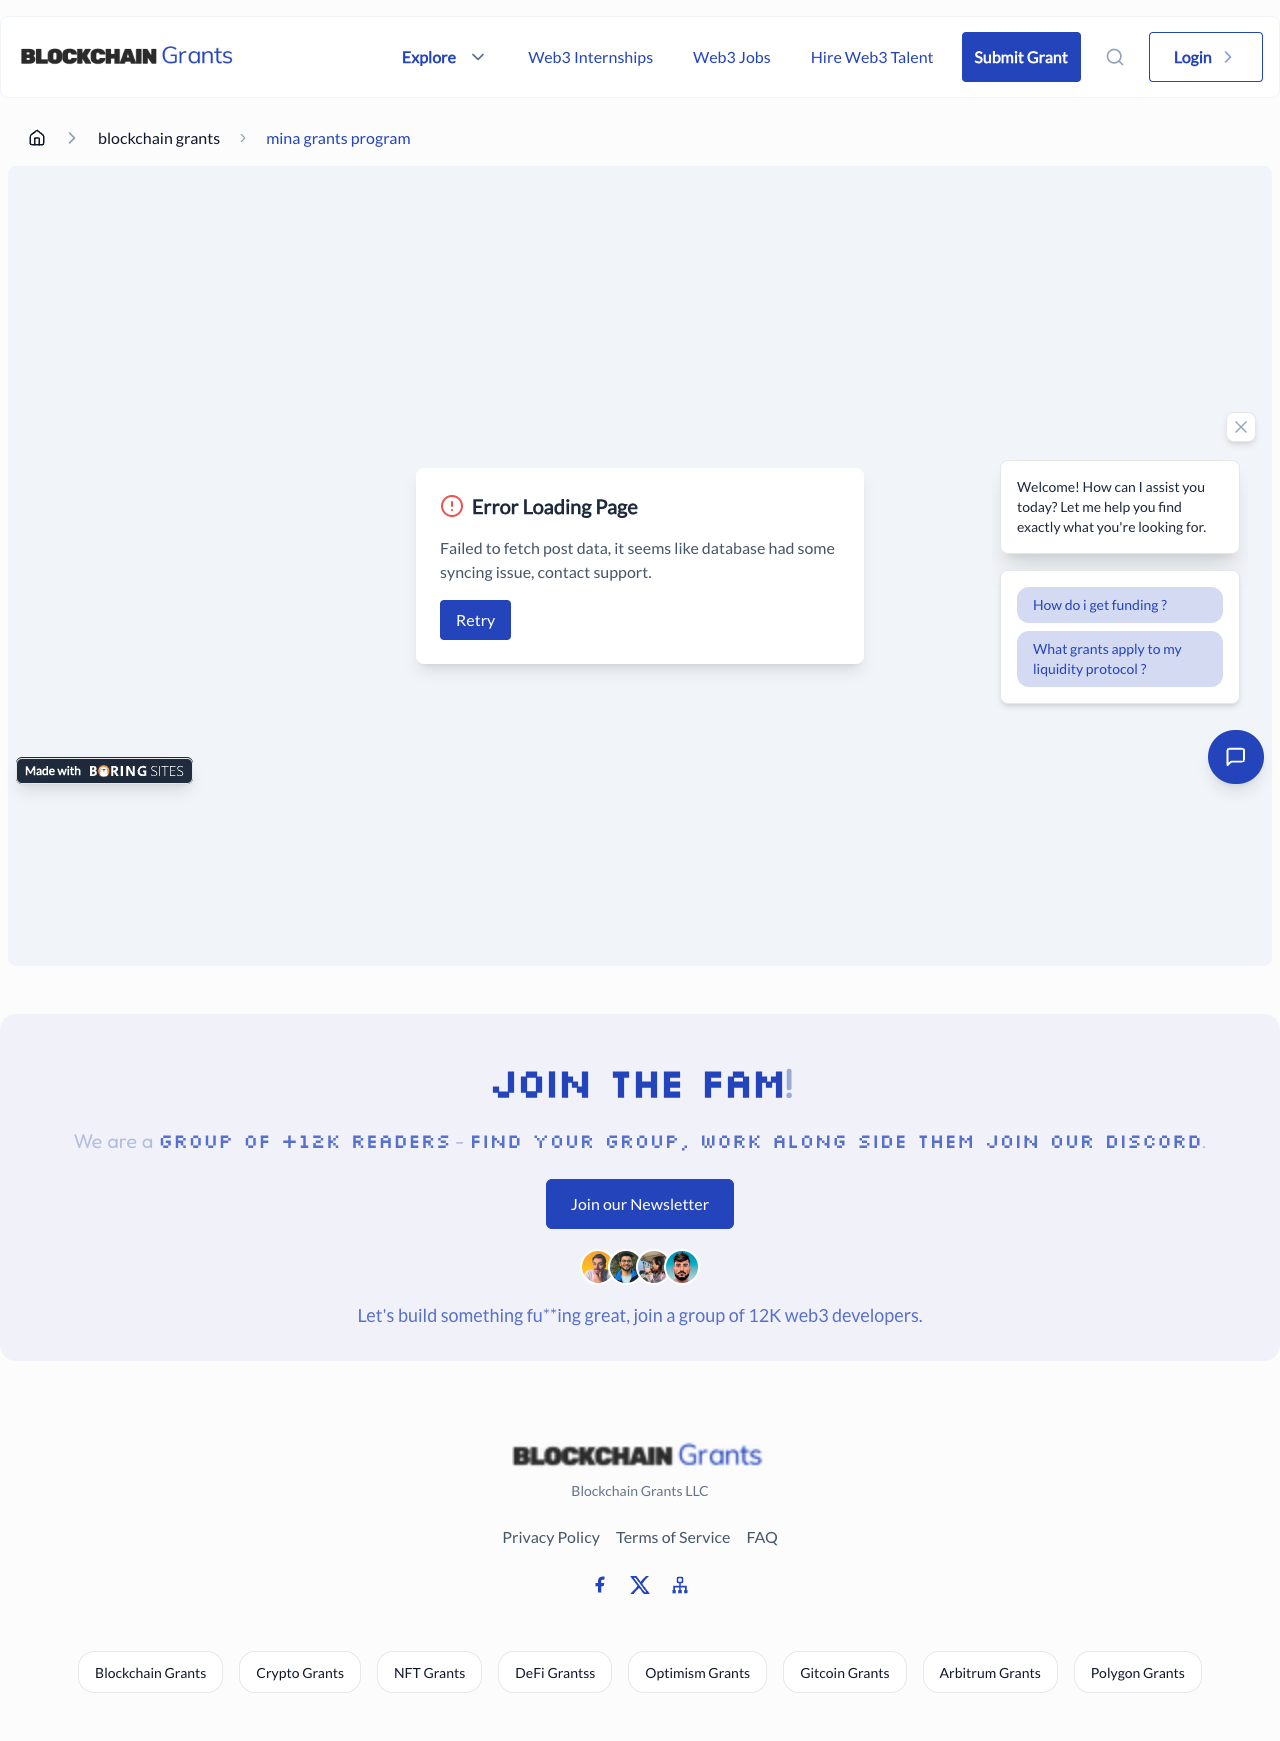 BLOCKCHAIN Grants
Explore
Web3 Internships
Web3 Jobs
Hire Web3 Talent
Submit Grant
Login
blockchain grants
mina grants program
Error Loading Page
Failed to fetch post data, it seems like database had some
syncing issue, contact support.
Retry
Welcome! How can I assist you
today? Let me help you find
exactly what you're looking for.
How do i get funding ?
What grants apply to my
liquidity protocol ?
Made with BORING SITES
JOIN THE FAM!
We are a GROUP OF +12K READERS - FIND YOUR GROUP, WORK ALONG SIDE THEM JOIN OUR DISCORD.
Join our Newsletter
Let's build something fu**ing great, join a group of 12K web3 developers.
BLOCKCHAIN Grants
Blockchain Grants LLC
Privacy Policy
Terms of Service
FAQ
Blockchain Grants
Crypto Grants
NFT Grants
DeFi Grantss
Optimism Grants
Gitcoin Grants
Arbitrum Grants
Polygon Grants